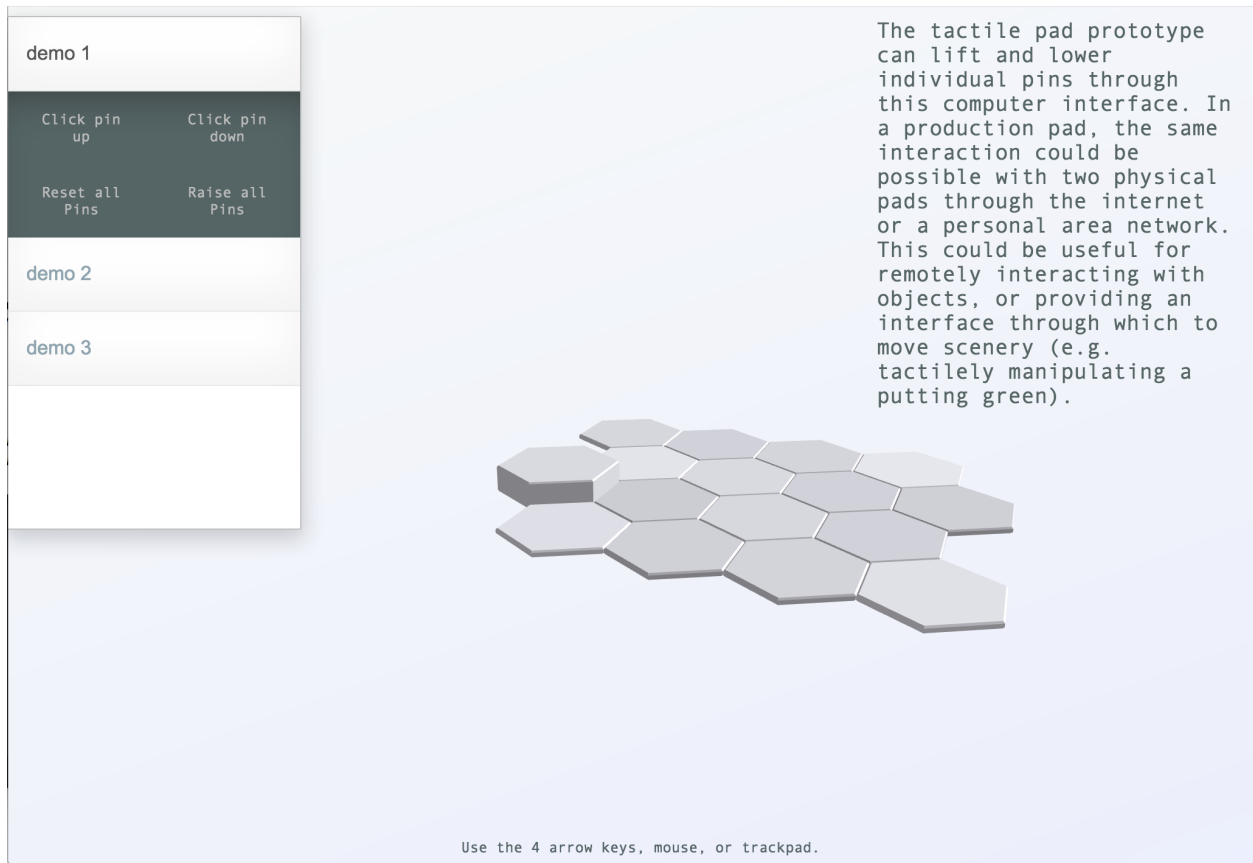 demo 1
Click pin
up
Click pin
down
Reset all
Pins
Raise all
Pins
demo 2
demo 3
The tactile pad prototype
can lift and lower
individual pins through
this computer interface. In
a production pad, the same
interaction could be
possible with two physical
pads through the internet
or a personal area network.
This could be useful for
remotely interacting with
objects, or providing an
interface through which to
move scenery (e.g.
tactilely manipulating a
putting green).
Use the 4 arrow keys, mouse, or trackpad.